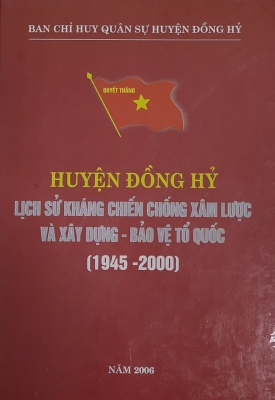 BAN CHỈ HUY QUÂN SỰ HUYỆN ĐỒNG HỶ
QUYẾT THẮNG
HUYỆN ĐỒNG HỶ
LỊCH SỬ KHÁNG CHIẾN CHỐNG XÂM LƯỢC
VÀ XÂY DỰNG - BẢO VỆ TỔ QUỐC
(1945 -2000)
NĂM 2006